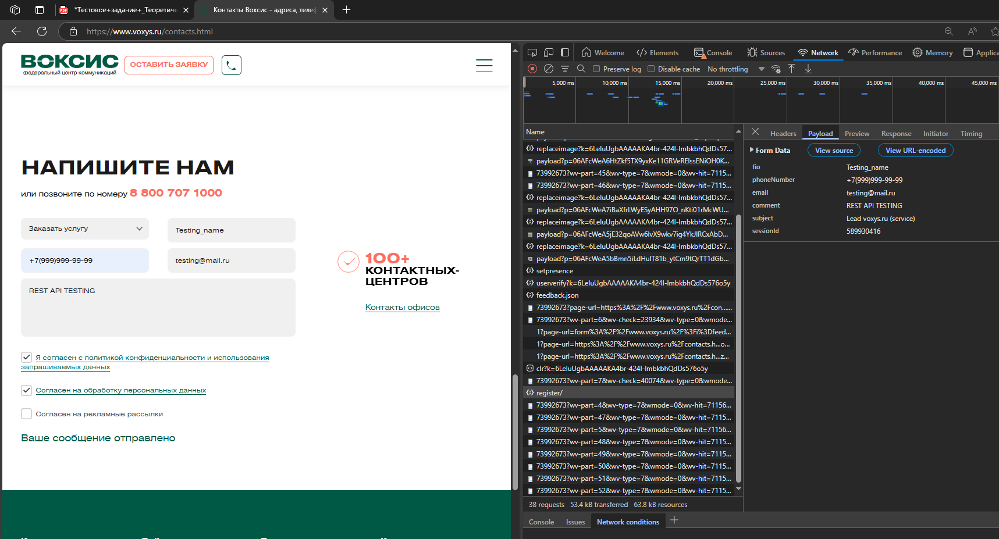 *Тестовое+задание+_Теоретиче
Контакты Воксис - адреса, телеф
https://www.voxys.ru/contacts.html
ВОКСИС
федеральный центр коммуникаций
ОСТАВИТЬ ЗАЯВКУ
НАПИШИТЕ НАМ
или позвоните по номеру 8 800 707 1000
Заказать услугу
Testing_name
+7(999)999-99-99
testing@mail.ru
REST API TESTING
100+
КОНТАКТНЫХ-
ЦЕНТРОВ
Контакты офисов
Я согласен с политикой конфиденциальности и использования
запрашиваемых данных
Согласен на обработку персональных данных
Согласен на рекламные рассылки
Ваше сообщение отправлено
Welcome
Elements
Console
Sources
Network
Performance
Memory
Applica
Preserve log
Disable cache
No throttling
5,000 ms
10,000 ms
15,000 ms
20,000 ms
25,000 ms
30,000 ms
35,000 ms
40,000 ms
45,000 ms
Name
replaceimage?k=6LeluUgbAAAAAKA4br-424l-ImbkbhQdDs57...
payload?p=06AFcWeA6HtZkf5TX9yxKe11GRVeREIssENiOH0K...
73992673?wv-part=45&wv-type=7&wmode=0&wv-hit=7115...
73992673?wv-part=46&wv-type=7&wmode=0&wv-hit=7115...
replaceimage?k=6LeluUgbAAAAAKA4br-424l-ImbkbhQdDs57...
payload?p=06AFcWeA7iBaXfrLWyESyAHH97O_nKti01rMcWU...
replaceimage?k=6LeluUgbAAAAAKA4br-424l-ImbkbhQdDs57...
payload?p=06AFcWeA5jE32qoAVw6IvX9wkv7ig4YkJIRCxAbD...
replaceimage?k=6LeluUgbAAAAAKA4br-424l-ImbkbhQdDs57...
payload?p=06AFcWeA5bBmn5iLdHuIT81b_ytCm9tQrTT1dGb...
setpresence
userverify?k=6LeluUgbAAAAAKA4br-424l-ImbkbhQdDs576o5y
feedback.json
73992673?page-url=https%3A%2F%2Fwww.voxys.ru%2Fcon......
73992673?wv-part=6&wv-check=23934&wv-type=0&wmode...
1?page-url=form%3A%2F%2Fwww.voxys.ru%2F%3Fi%3Dfeed...
1?page-url=https%3A%2F%2Fwww.voxys.ru%2Fcontacts.h...o...
1?page-url=https%3A%2F%2Fwww.voxys.ru%2Fcontacts.h...z...
clr?k=6LeluUgbAAAAAKA4br-424l-ImbkbhQdDs576o5y
73992673?wv-part=7&wv-check=40074&wv-type=0&wmode...
register/
73992673?wv-part=4&wv-type=7&wmode=0&wv-hit=71156...
73992673?wv-part=47&wv-type=7&wmode=0&wv-hit=7115...
73992673?wv-part=5&wv-type=7&wmode=0&wv-hit=71156...
73992673?wv-part=48&wv-type=7&wmode=0&wv-hit=7115...
73992673?wv-part=49&wv-type=7&wmode=0&wv-hit=7115...
73992673?wv-part=50&wv-type=7&wmode=0&wv-hit=7115...
73992673?wv-part=51&wv-type=7&wmode=0&wv-hit=7115...
73992673?wv-part=52&wv-type=7&wmode=0&wv-hit=7115...
38 requests 53.4 kB transferred 63.8 kB resources
Headers
Payload
Preview
Response
Initiator
Timing
Form Data
View source
View URL-encoded
fio Testing_name
phoneNumber +7(999)999-99-99
email testing@mail.ru
comment REST API TESTING
subject Lead voxys.ru (service)
sessionId 589930416
Console
Issues
Network conditions